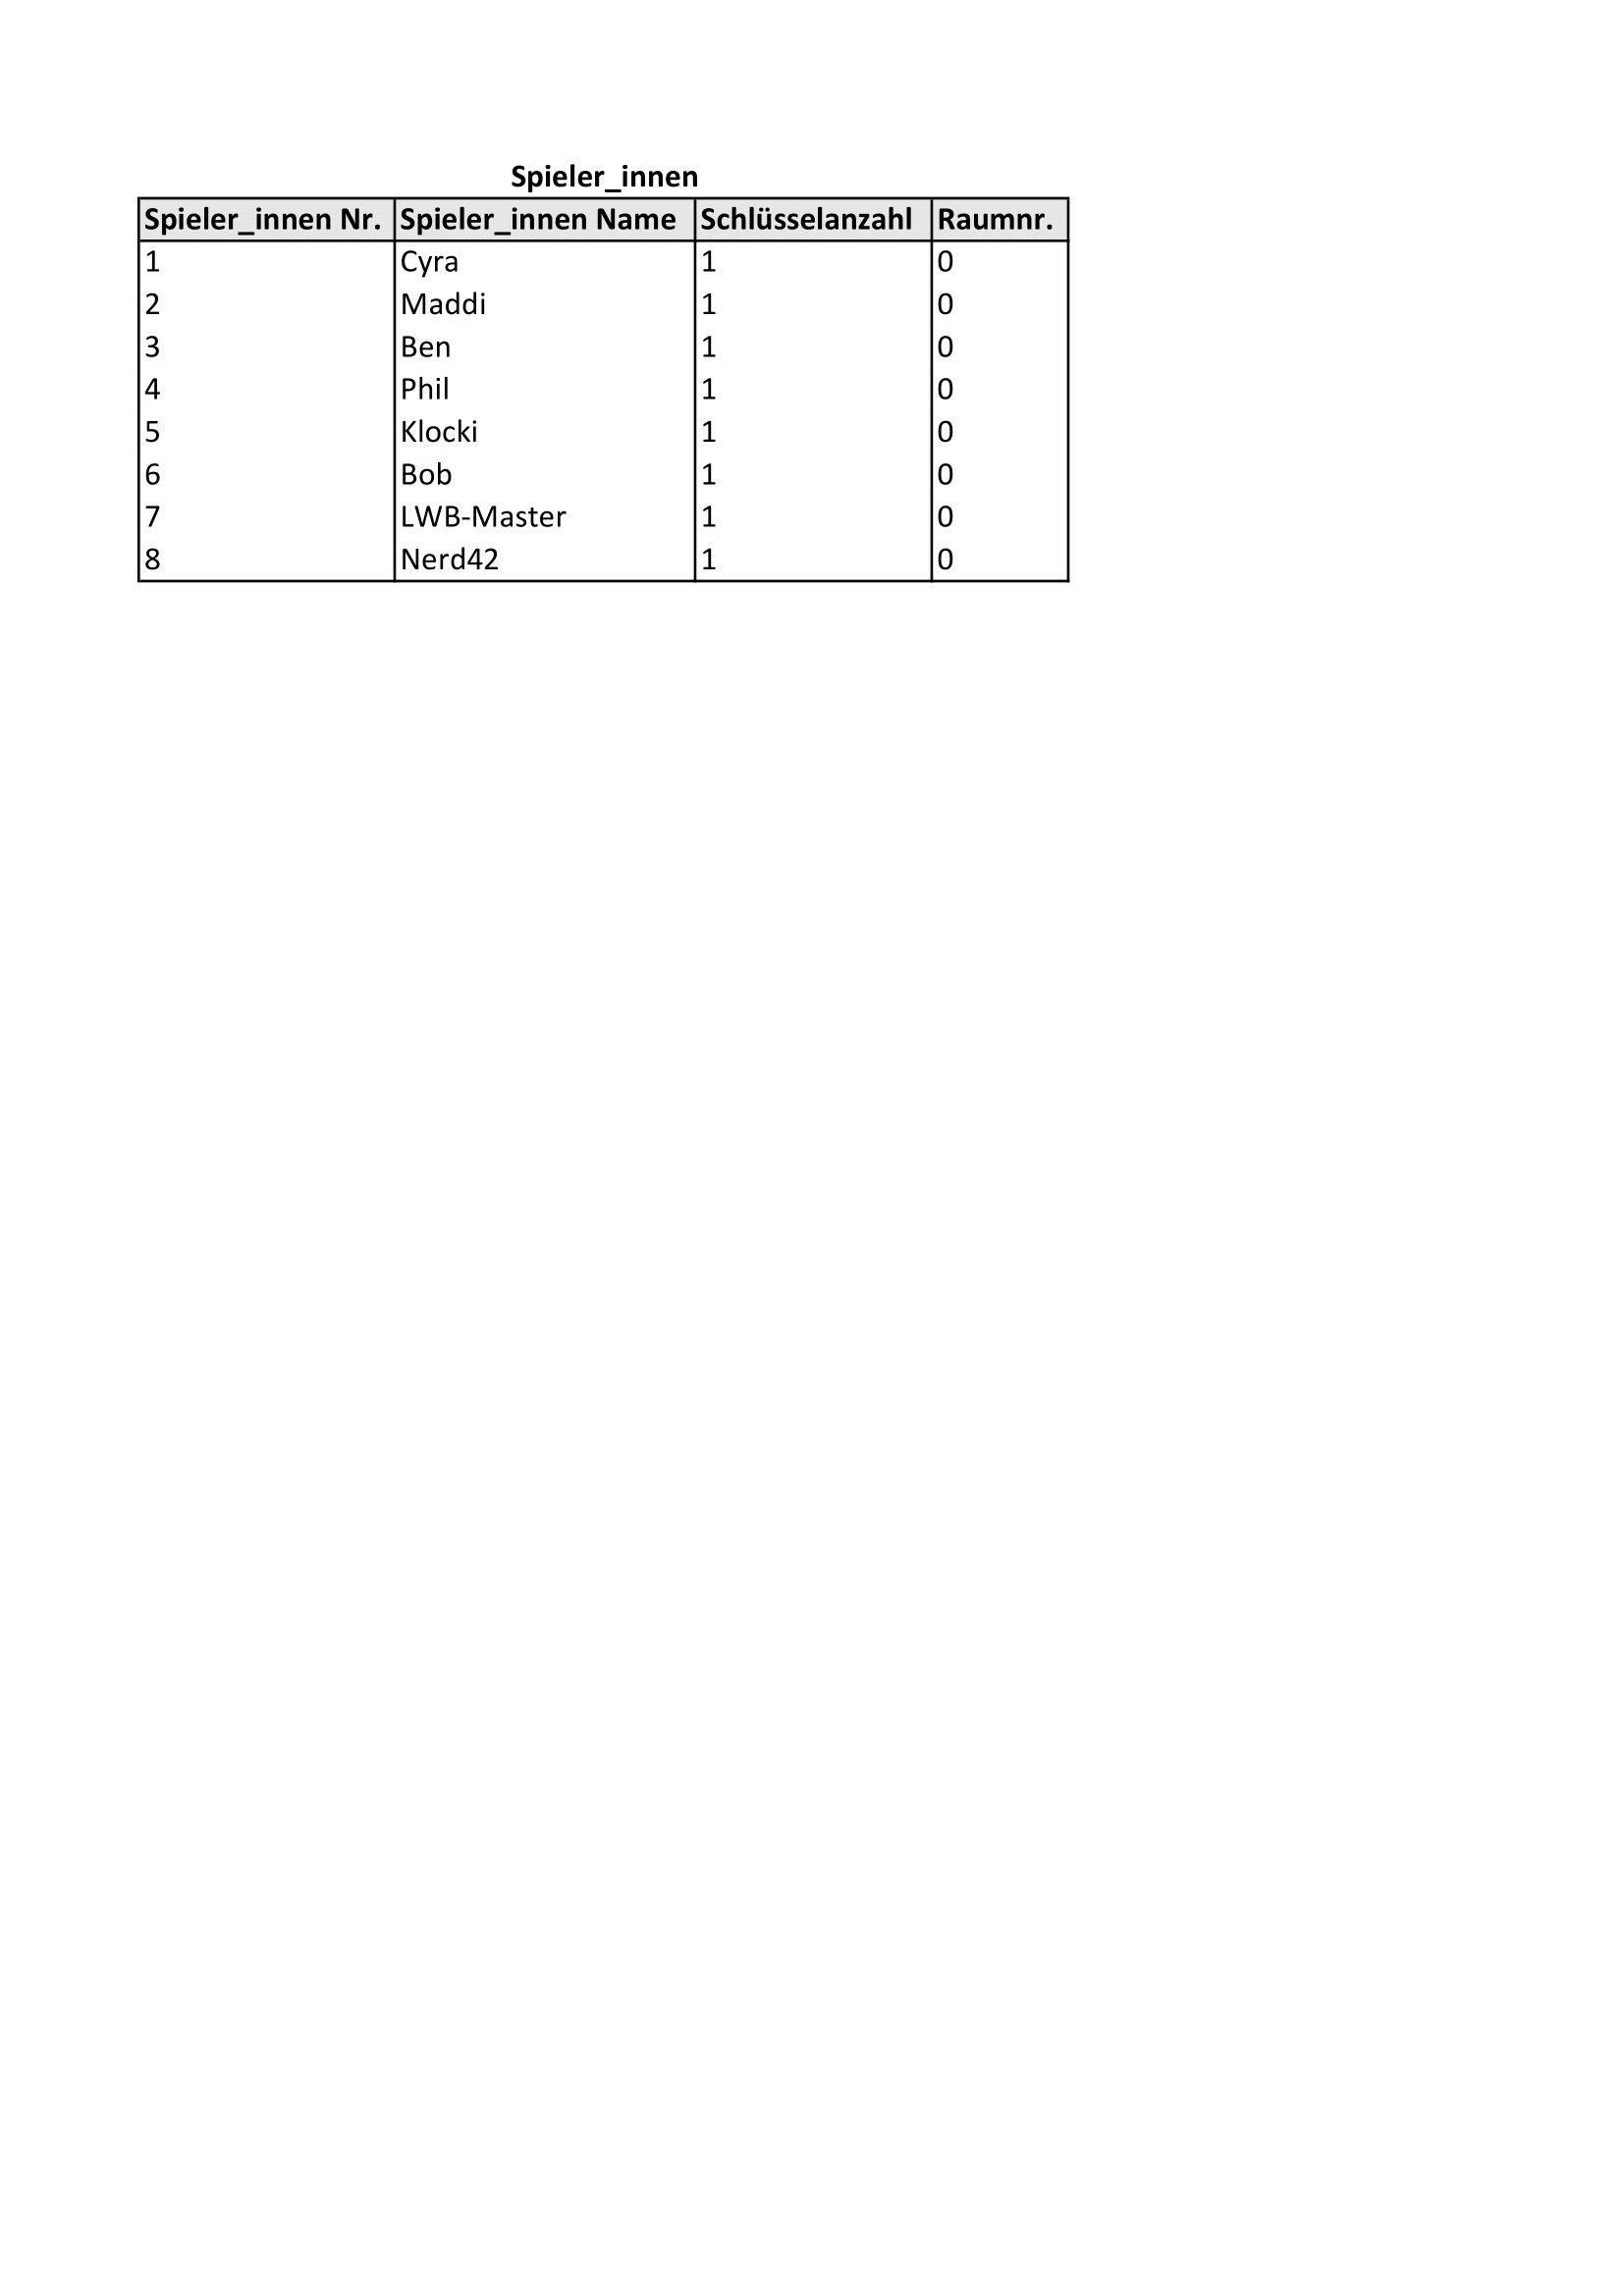 Spieler_innen
Spieler_innen Nr. Spieler_innen Name Schlüsselanzahl Raumnr.
1 Cyra 1 0
2 Maddi 1 0
3 Ben 1 0
4 Phil 1 0
5 Klocki 1 0
6 Bob 1 0
7 LWB-Master 1 0
8 Nerd42 1 0